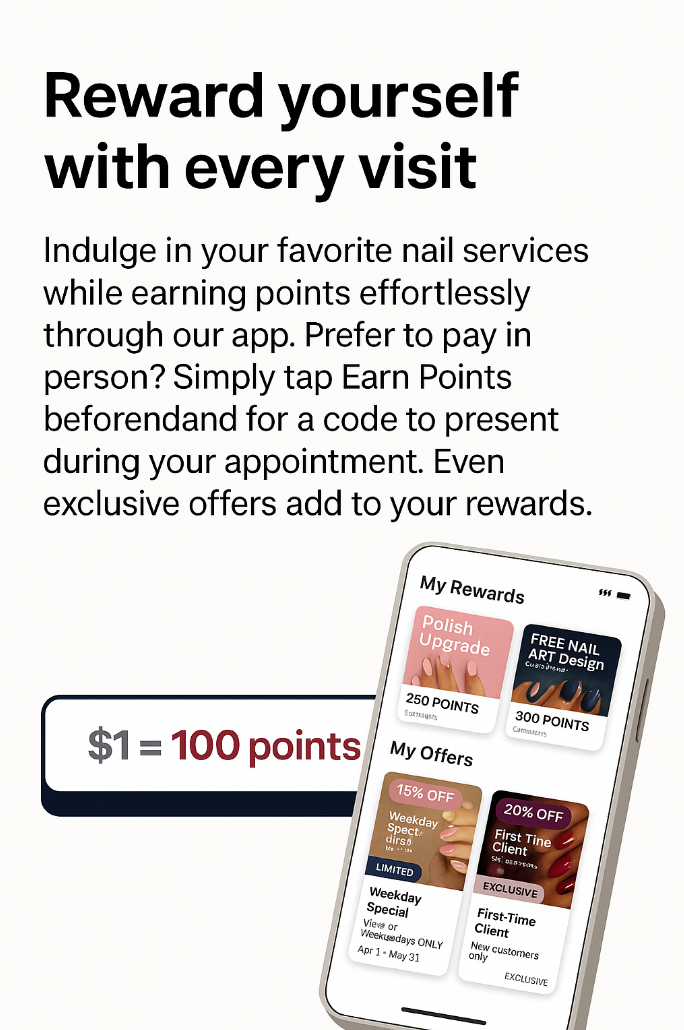 Reward yourself
with every visit
Indulge in your favorite nail services
while earning points effortlessly
through our app. Prefer to pay in
person? Simply tap Earn Points
beforendand for a code to present
during your appointment. Even
exclusive offers add to your rewards.
$1 = 100 points
My Rewards
Polish
Upgrade
250 POINTS
FREE NAIL
ART Design
300 POINTS
My Offers
15% OFF
Weekday
LIMITED
Weekday
Special
or
ONLY
Apr 1 - May 31
20% OFF
First Tine
Client
EXCLUSIVE
First-Time
Client
New customers
only
EXCLUSIVE